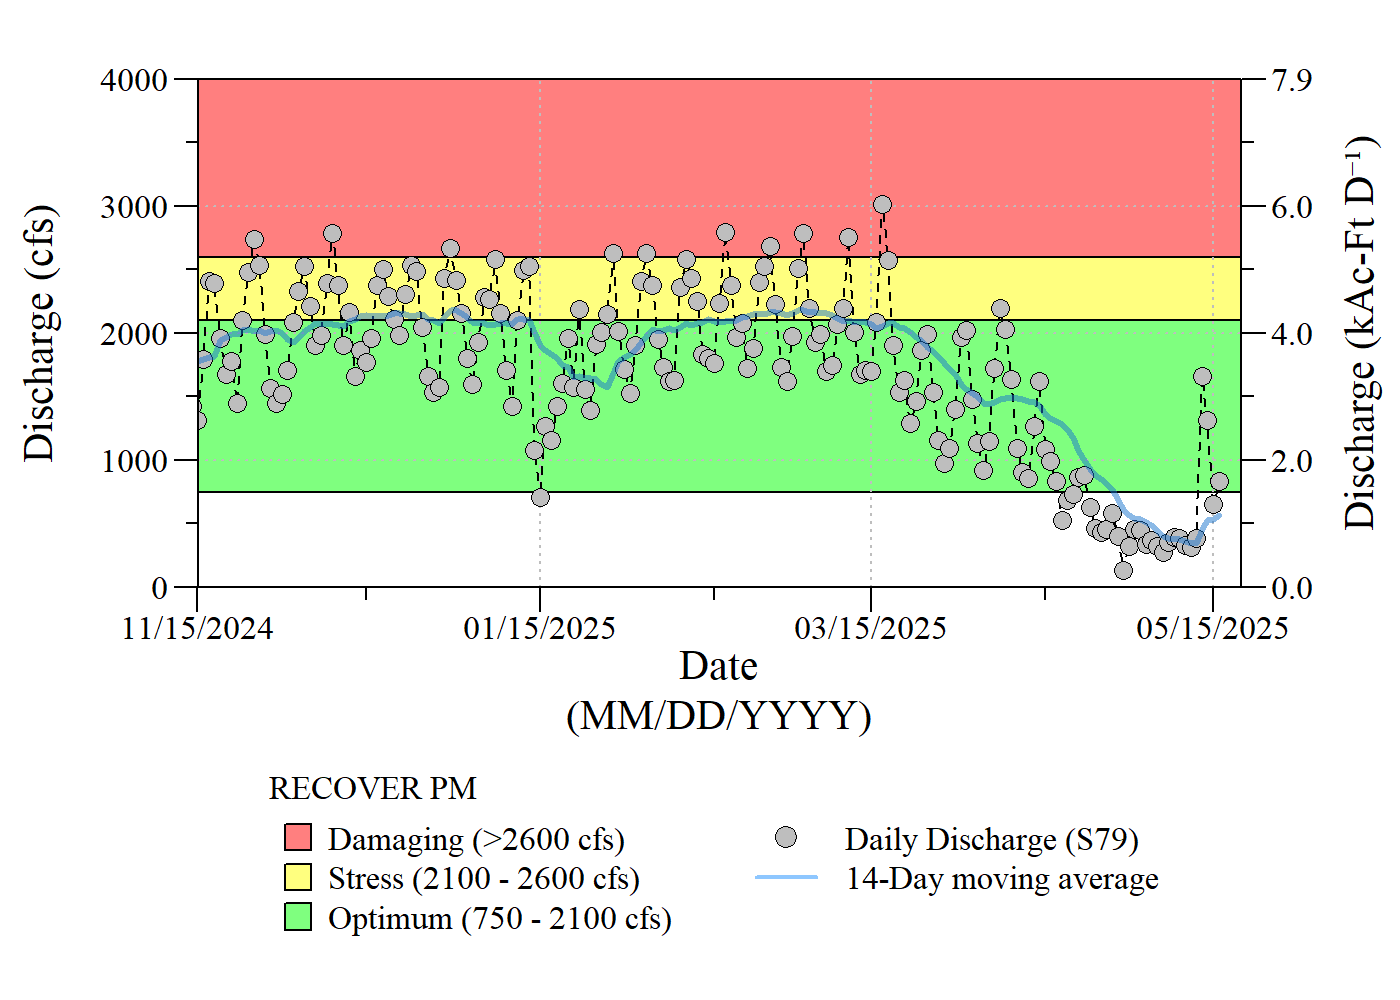 4000
3000
2000
1000
0
Discharge (cfs)
7.9
6.0
4.0
2.0
0.0
Discharge (kAc-Ft D⁻¹)
11/15/2024 01/15/2025 03/15/2025 05/15/2025
Date
(MM/DD/YYYY)
RECOVER PM
Damaging (>2600 cfs)
Stress (2100 - 2600 cfs)
Optimum (750 - 2100 cfs)
Daily Discharge (S79)
14-Day moving average